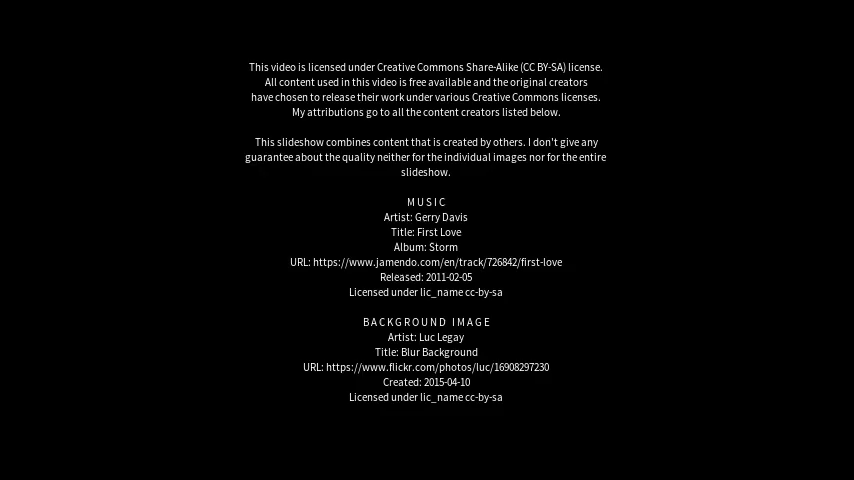 This video is licensed under Creative Commons Share-Alike (CC BY-SA) license.
All content used in this video is free available and the original creators
have chosen to release their work under various Creative Commons licenses.
My attributions go to all the content creators listed below.
This slideshow combines content that is created by others. I don't give any
guarantee about the quality neither for the individual images nor for the entire
slideshow.
MUSIC
Artist: Gerry Davis
Title: First Love
Album: Storm
URL: https://www.jamendo.com/en/track/726842/first-love
Released: 2011-02-05
Licensed under lic_name cc-by-sa
BACKGROUND IMAGE
Artist: Luc Legay
Title: Blur Background
URL: https://www.flickr.com/photos/luc/16908297230
Created: 2015-04-10
Licensed under lic_name cc-by-sa